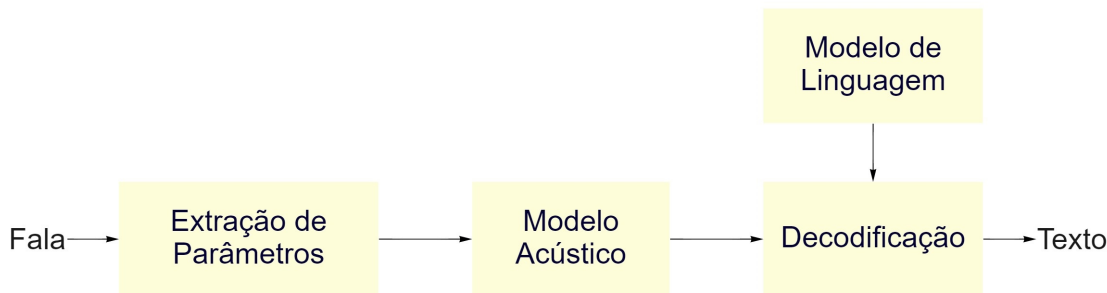 Modelo de
Linguagem
Fala
Extração de
Parâmetros
Modelo
Acústico
Decodificação
Texto